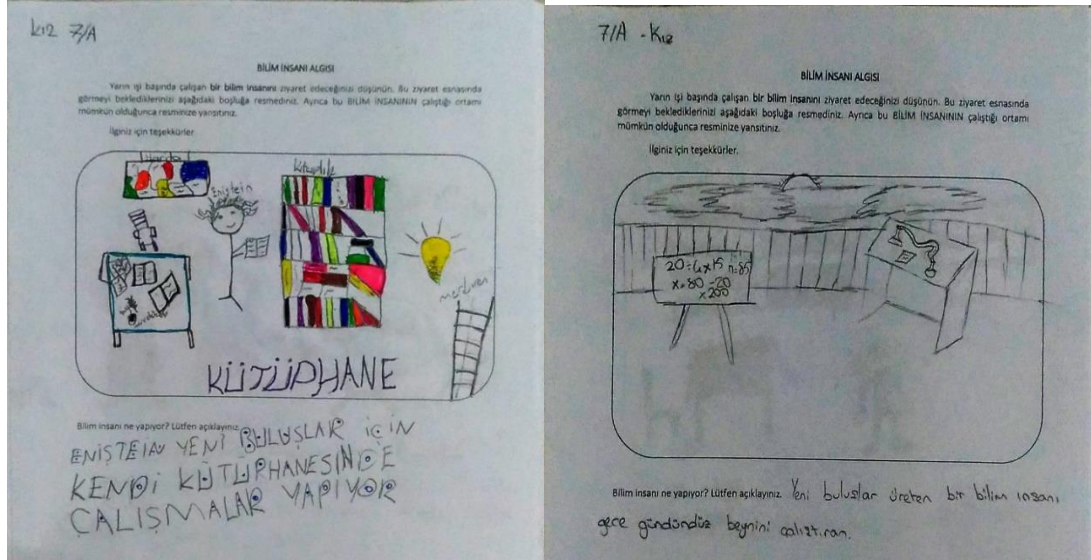 kız 7/A
BİLİM İNSANI ALGISI
Yarın işi başında çalışan bir bilim insanını ziyaret edeceğinizi düşünün. Bu ziyaret esnasında
görmeyi beklediklerinizi aşağıdaki boşluğa resmediniz. Ayrıca bu BİLİM İNSANININ çalıştığı ortamı
mümkün olduğunca resminize yansıtınız.
İlginiz için teşekkürler.
Enistein
Kitaplık
merdiven
KÜTÜPHANE
Bilim insanı ne yapıyor? Lütfen açıklayınız.
ENİSTEIN YENİ BULUŞLAR İÇİN
KENDİ KÜTÜPHANESİNDE
ÇALIŞMALAR YAPIYOR
7/A - Kız
BİLİM İNSANI ALGISI
Yarın işi başında çalışan bir bilim insanını ziyaret edeceğinizi düşünün. Bu ziyaret esnasında
görmeyi beklediklerinizi aşağıdaki boşluğa resmediniz. Ayrıca bu BİLİM İNSANININ çalıştığı ortamı
mümkün olduğunca resminize yansıtınız.
İlginiz için teşekkürler.
20÷4x15 n=85
x.80 -20
x200
Bilim insanı ne yapıyor? Lütfen açıklayınız. Yeni buluşlar üreten bir bilim insanı
gece gündündüz beynini çalıştıran.